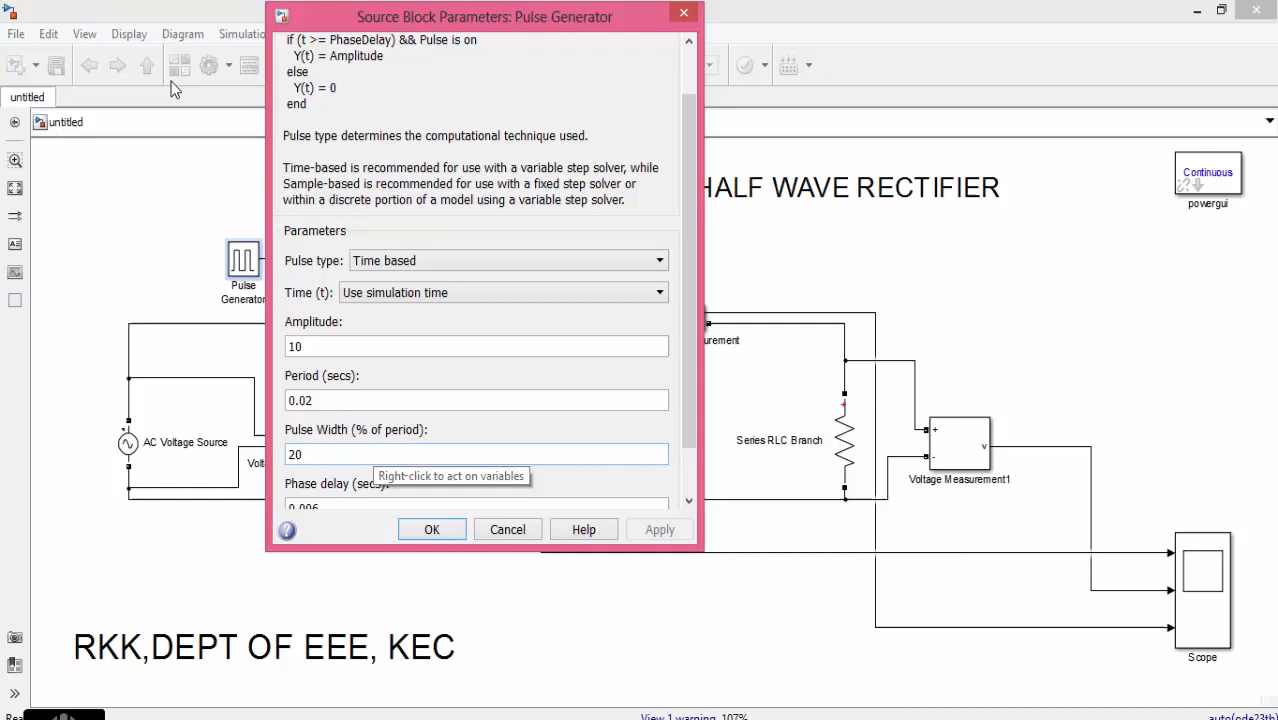 Source Block Parameters: Pulse Generator
File Edit View Display Diagram Simulatio
untitled
untitled
if (t >= PhaseDelay) && Pulse is on
Y(t) = Amplitude
else
Y(t) = 0
end
Pulse type determines the computational technique used.
Time-based is recommended for use with a variable step solver, while
Sample-based is recommended for use with a fixed step solver or
within a discrete portion of a model using a variable step solver.
Parameters
Pulse type: Time based
Time (t): Use simulation time
Amplitude:
10
Period (secs):
0.02
Pulse Width (% of period):
20
Right-click to act on variables
Phase delay (secs
0.006
OK Cancel Help Apply
HALF WAVE RECTIFIER
Continuous
powergui
Pulse
Generator
urement
AC Voltage Source
Volt
Series RLC Branch
+
+
-
v
Voltage Measurement1
Scope
RKK,DEPT OF EEE, KEC
Rea
View 1 warning 107% auto(ode23tb)